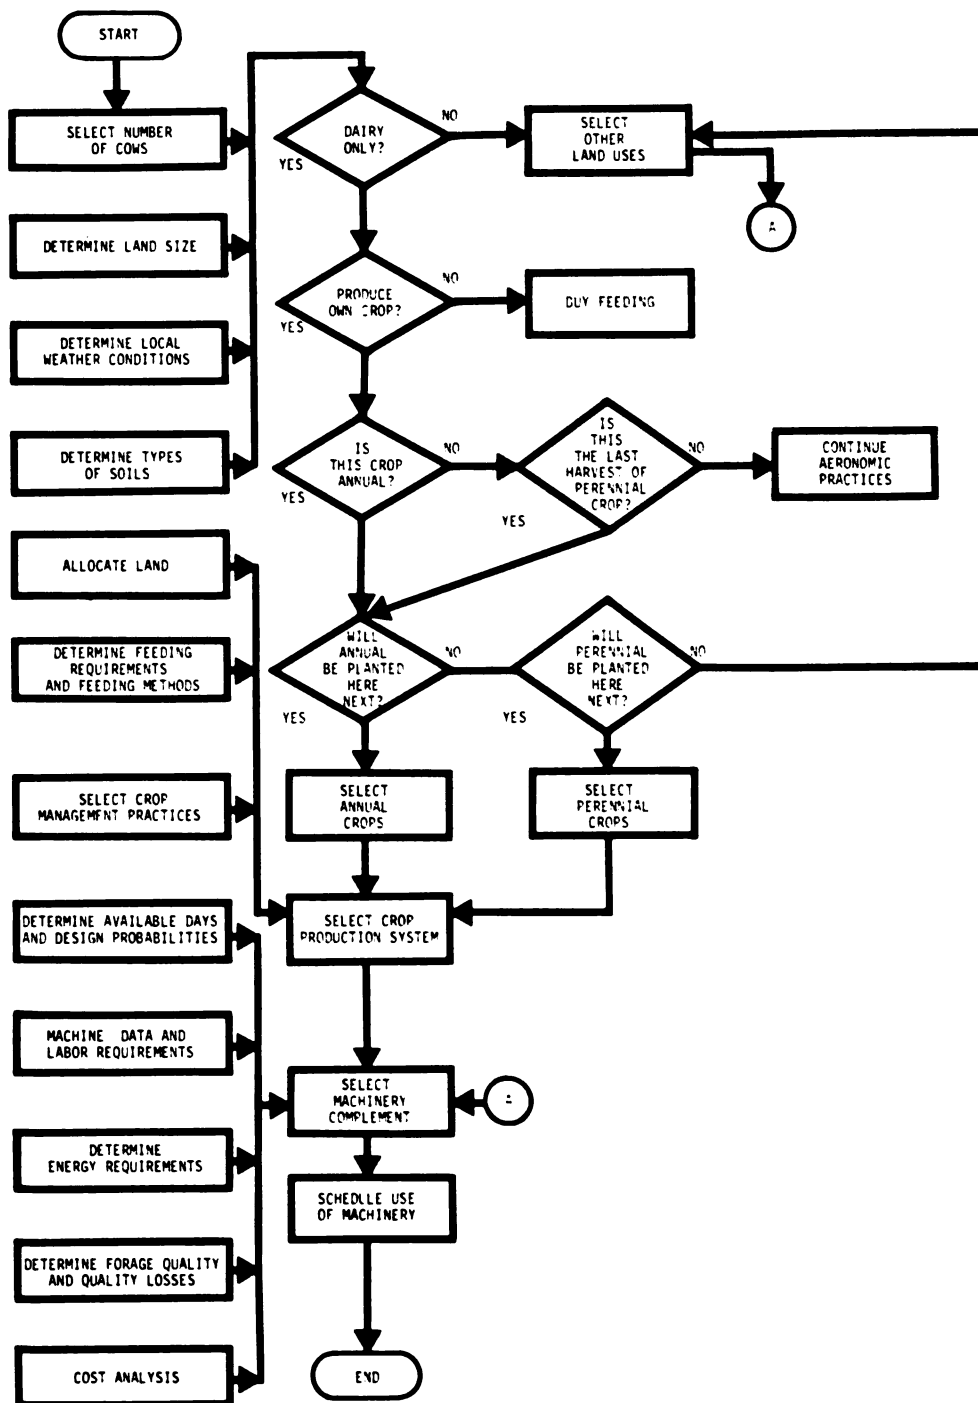 START
SELECT NUMBER
OF COWS
DETERMINE LAND SIZE
DETERMINE LOCAL
WEATHER CONDITIONS
DETERMINE TYPES
OF SOILS
ALLOCATE LAND
DETERMINE FEEDING
REQUIREMENTS
AND FEEDING METHODS
SELECT CROP
MANAGEMENT PRACTICES
DETERMINE AVAILABLE DAYS
AND DESIGN PROBABILITIES
MACHINE DATA AND
LABOR REQUIREMENTS
DETERMINE
ENERGY REQUIREMENTS
DETERMINE FORAGE QUALITY
AND QUALITY LOSSES
COST ANALYSIS
DAIRY
ONLY?
NO
YES
SELECT
OTHER
LAND USES
A
PRODUCE
OWN CROP?
NO
YES
BUY FEEDING
IS
THIS CROP
ANNUAL?
NO
YES
IS
THIS
THE LAST
HARVEST OF
PERENNIAL
CROP?
NO
YES
CONTINUE
AERONOMIC
PRACTICES
WILL
ANNUAL
BE PLANTED
HERE
NEXT?
NO
YES
WILL
PERENNIAL
BE PLANTED
HERE
NEXT?
NO
YES
SELECT
ANNUAL
CROPS
SELECT
PERENNIAL
CROPS
SELECT CROP
PRODUCTION SYSTEM
SELECT
MACHINERY
COMPLEMENT
SCHEDLLE USE
OF MACHINERY
END